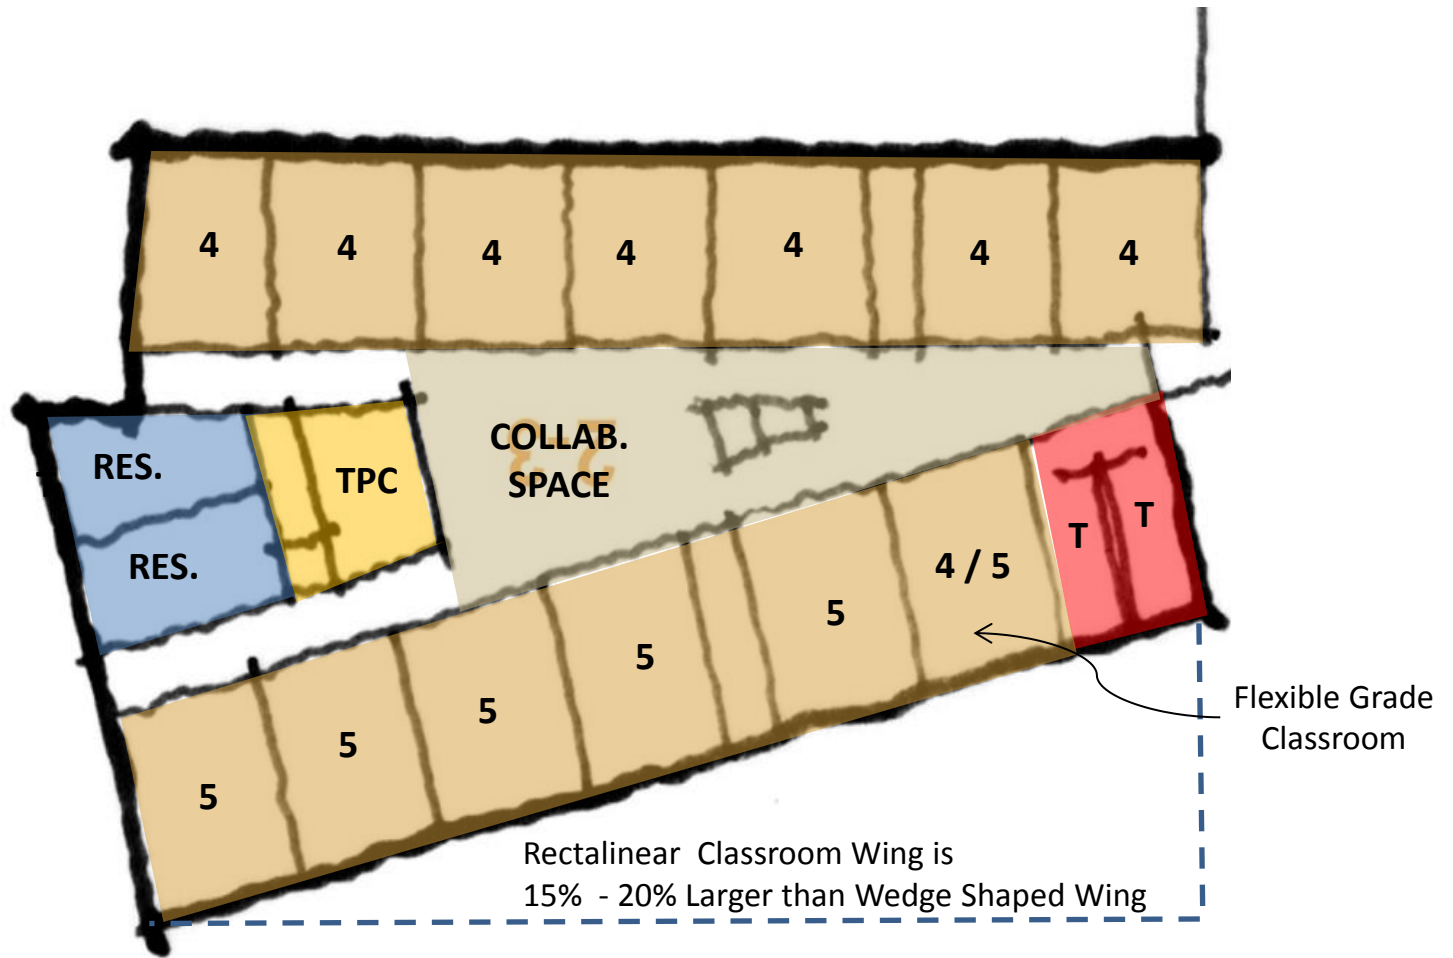 4 4 4 4 4 4 4
RES.
TPC
COLLAB.
SPACE
RES.
T T
4 / 5
5
5
5
5
5
Flexible Grade
Classroom
Rectalinear Classroom Wing is
15% - 20% Larger than Wedge Shaped Wing